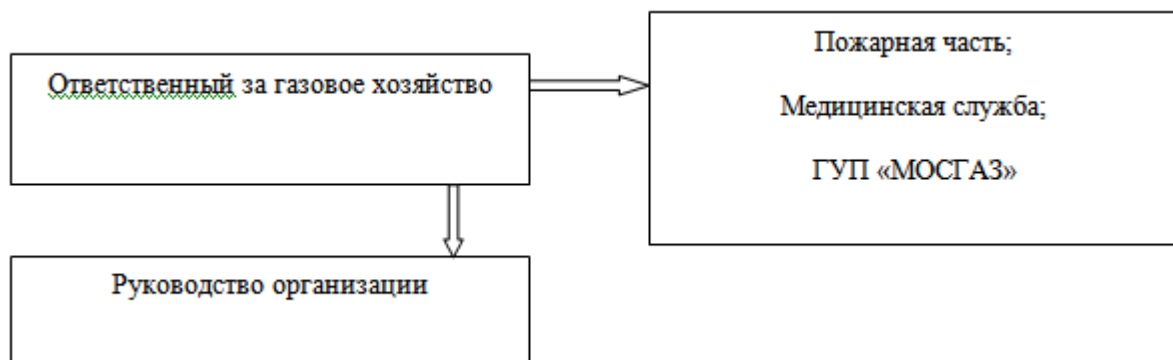 Ответственный за газовое хозяйство
Пожарная часть;
Медицинская служба;
ГУП «МОСГАЗ»
Руководство организации